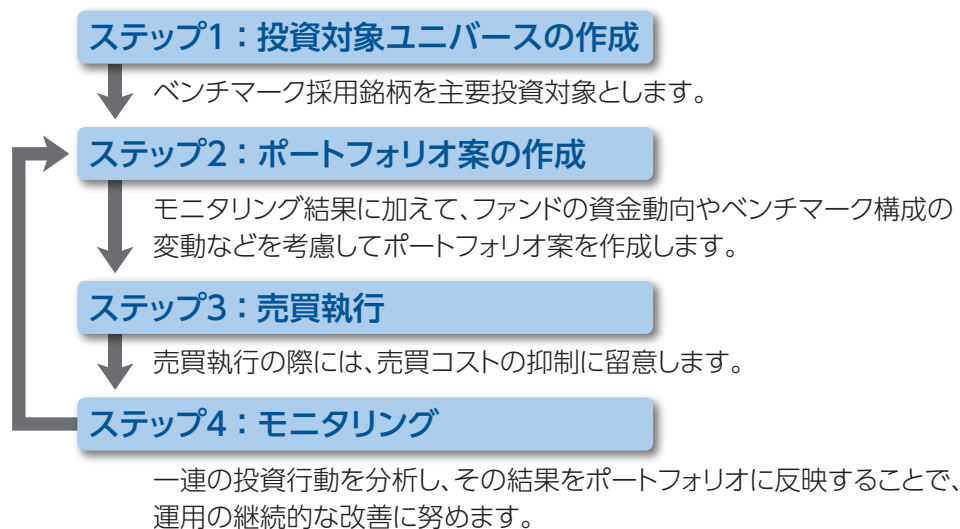 ステップ1：投資対象ユニバースの作成
ベンチマーク採用銘柄を主要投資対象とします。
ステップ2：ポートフォリオ案の作成
モニタリング結果に加えて、ファンドの資金動向やベンチマーク構成の
変動などを考慮してポートフォリオ案を作成します。
ステップ3：売買執行
売買執行の際には、売買コストの抑制に留意します。
ステップ4：モニタリング
一連の投資行動を分析し、その結果をポートフォリオに反映することで、
運用の継続的な改善に努めます。